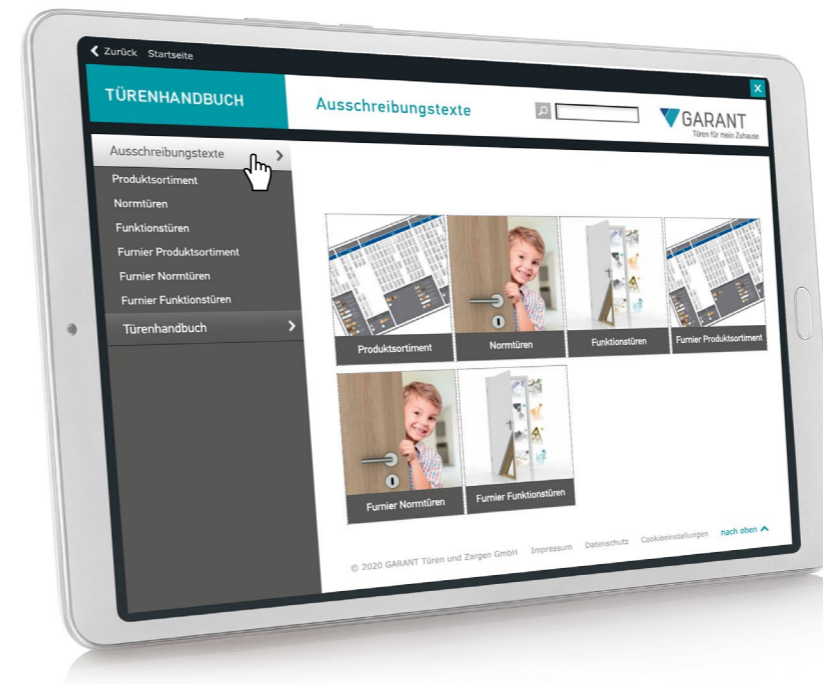 Zurück Startseite
TÜRENHANDBUCH
Ausschreibungstexte
X
GARANT
Türen für mein Zuhause
Ausschreibungstexte
Produktsortiment
Normtüren
Funktionstüren
Furnier Produktsortiment
Furnier Normtüren
Furnier Funktionstüren
Türenhandbuch
Produktsortiment
Normtüren
Funktionstüren
Furnier Produktsortiment
Furnier Normtüren
Furnier Funktionstüren
© 2020 GARANT Türen und Zargen GmbH Impressum Datenschutz Cookieeinstellungen nach oben